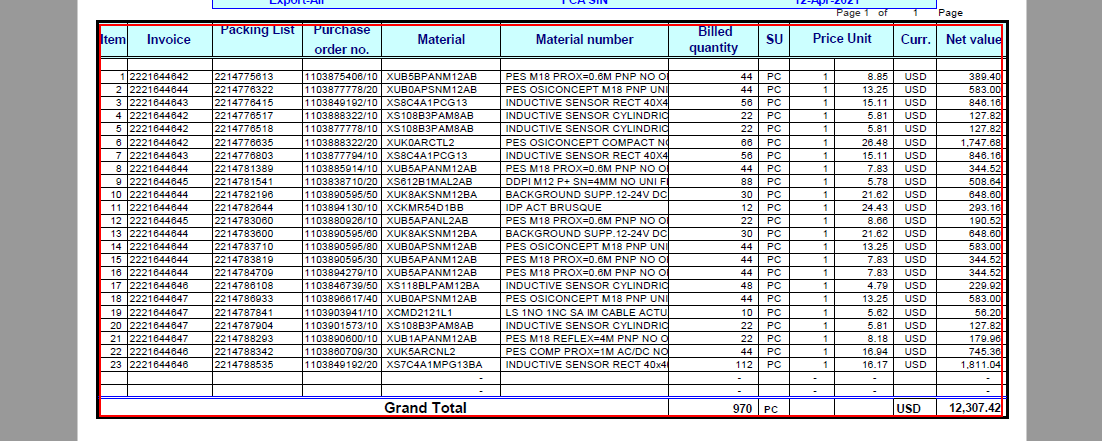 Export-All FCA SIN 12-Apr-2021
Page 1 of 1 Page
Item Invoice Packing List Purchase order no. Material Material number Billed quantity SU Price Unit Curr. Net value
1 2221644642 2214775613 1103875406/10 XUB5BPANM12AB PES M18 PROX=0.6M PNP NO 44 PC 1 8.85 USD 389.40
2 2221644644 2214776322 1103877778/20 XUB0APSNM12AB PES OSICONCEPT M18 PNP UNI 44 PC 1 13.25 USD 583.00
3 2221644643 2214776415 1103849192/10 XS8C4A1PCG13 INDUCTIVE SENSOR RECT 40X4 56 PC 1 15.11 USD 846.16
4 2221644642 2214776517 1103888322/10 XS108B3PAM8AB INDUCTIVE SENSOR CYLINDRIC 22 PC 1 5.81 USD 127.82
5 2221644642 2214776518 1103877778/10 XS108B3PAM8AB INDUCTIVE SENSOR CYLINDRIC 22 PC 1 5.81 USD 127.82
6 2221644642 2214776635 1103888322/20 XUK0ARCTL2 PES OSICONCEPT COMPACT 66 PC 1 26.48 USD 1,747.68
7 2221644643 2214776803 1103877794/10 XS8C4A1PCG13 INDUCTIVE SENSOR RECT 40X4 56 PC 1 15.11 USD 846.16
8 2221644644 2214781389 1103885914/10 XUB5APANM12AB PES M18 PROX=0.6M PNP NO 44 PC 1 7.83 USD 344.52
9 2221644645 2214781541 1103838710/20 XS612B1MAL2AB DDPI M12 P+ SN=4MM NO UNI 88 PC 1 5.78 USD 508.64
10 2221644644 2214782196 1103890595/50 XUK8AKSNM12BA BACKGROUND SUPP.12-24V DC 30 PC 1 21.62 USD 648.60
11 2221644644 2214782644 1103894130/10 XCKMR54D1BB IDP ACT BRUSQUE 12 PC 1 24.43 USD 293.16
12 2221644645 2214783060 1103880926/10 XUB5APANL2AB PES M18 PROX=0.6M PNP NO 22 PC 1 8.66 USD 190.52
13 2221644644 2214783600 1103890595/60 XUK8AKSNM12BA BACKGROUND SUPP.12-24V DC 30 PC 1 21.62 USD 648.60
14 2221644644 2214783710 1103890595/80 XUB0APSNM12AB PES OSICONCEPT M18 PNP UNI 44 PC 1 13.25 USD 583.00
15 2221644644 2214783819 1103890595/30 XUB5APANM12AB PES M18 PROX=0.6M PNP NO 44 PC 1 7.83 USD 344.52
16 2221644644 2214784709 1103894279/10 XUB5APANM12AB PES M18 PROX=0.6M PNP NO 44 PC 1 7.83 USD 344.52
17 2221644646 2214786108 1103846739/50 XS118BLPAM12BA INDUCTIVE SENSOR CYLINDRIC 48 PC 1 4.79 USD 229.92
18 2221644647 2214786933 1103896617/40 XUB0APSNM12AB PES OSICONCEPT M18 PNP UNI 44 PC 1 13.25 USD 583.00
19 2221644647 2214787841 1103903941/10 XCMD2121L1 LS 1NO 1NC SA IM CABLE ACTU 10 PC 1 5.62 USD 56.20
20 2221644647 2214787904 1103901573/10 XS108B3PAM8AB INDUCTIVE SENSOR CYLINDRIC 22 PC 1 5.81 USD 127.82
21 2221644647 2214788293 1103890600/10 XUB1APANM12AB PES M18 REFLEX=4M PNP NO 22 PC 1 8.18 USD 179.96
22 2221644646 2214788342 1103860709/30 XUK5ARCNL2 PES COMP PROX=1M AC/DC NO 44 PC 1 16.94 USD 745.36
23 2221644646 2214788535 1103849192/20 XS7C4A1MPG13BA INDUCTIVE SENSOR RECT 40x4 112 PC 1 16.17 USD 1,811.04
- - - - - -
- - - - - -
Grand Total 970 PC USD 12,307.42